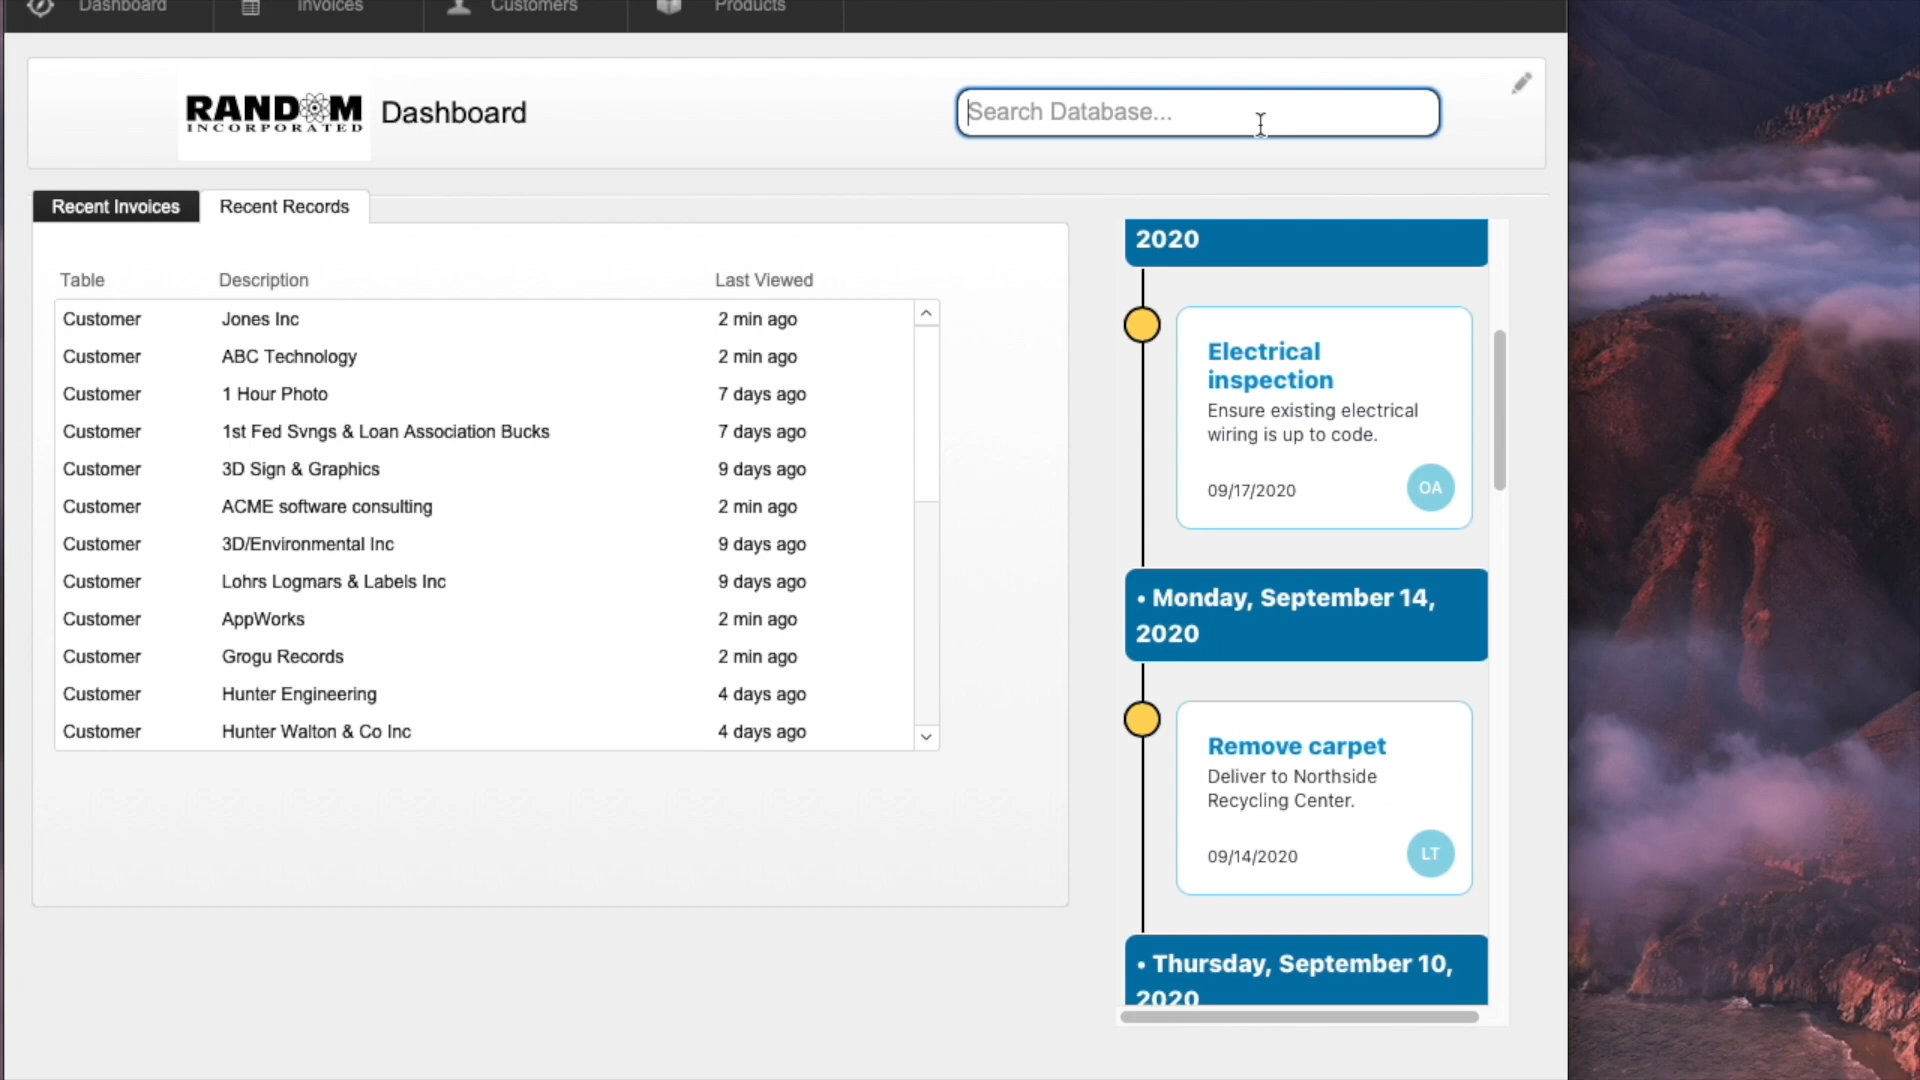 Dashboard
Invoices
Customers
Products
RANDOM
INCORPORATED
Dashboard
Search Database...
Recent Invoices
Recent Records
Table Description Last Viewed
Customer Jones Inc 2 min ago
Customer ABC Technology 2 min ago
Customer 1 Hour Photo 7 days ago
Customer 1st Fed Svngs & Loan Association Bucks 7 days ago
Customer 3D Sign & Graphics 9 days ago
Customer ACME software consulting 2 min ago
Customer 3D/Environmental Inc 9 days ago
Customer Lohrs Logmars & Labels Inc 9 days ago
Customer AppWorks 2 min ago
Customer Grogu Records 2 min ago
Customer Hunter Engineering 4 days ago
Customer Hunter Walton & Co Inc 4 days ago
2020
Electrical
inspection
Ensure existing electrical
wiring is up to code.
09/17/2020
OA
• Monday, September 14,
2020
Remove carpet
Deliver to Northside
Recycling Center.
09/14/2020
LT
• Thursday, September 10,
2020